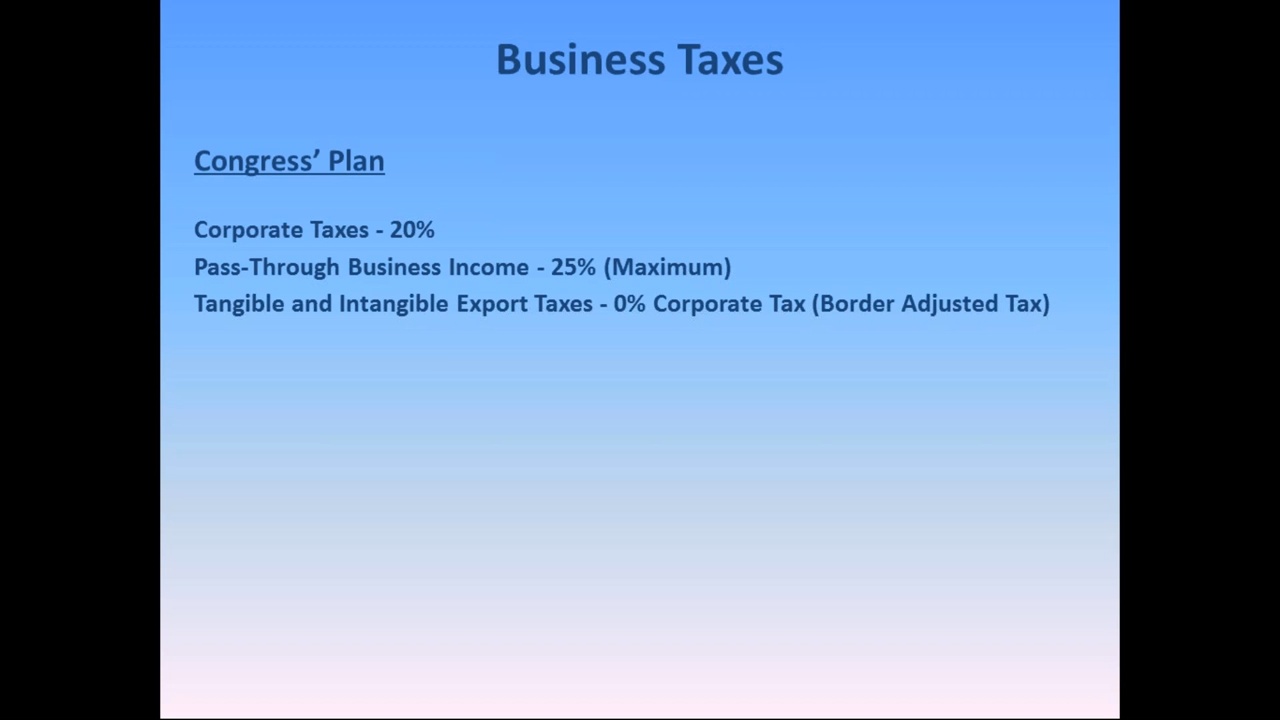 Business Taxes
Congress’ Plan
Corporate Taxes - 20%
Pass-Through Business Income - 25% (Maximum)
Tangible and Intangible Export Taxes - 0% Corporate Tax (Border Adjusted Tax)